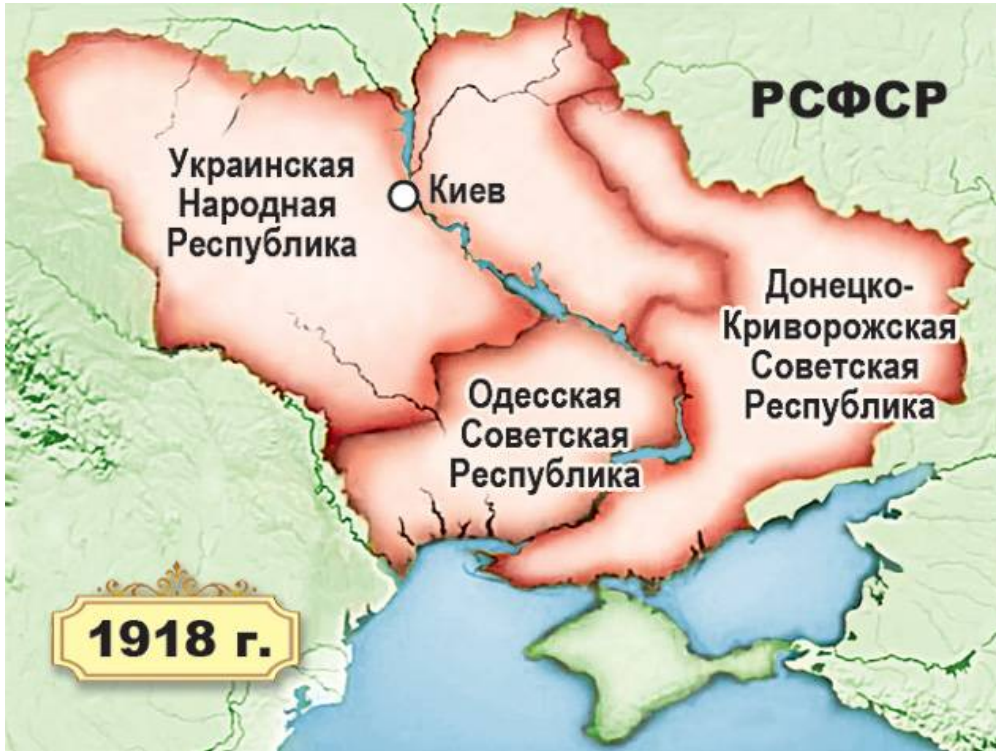 РСФСР
Украинская
Народная
Республика
Киев
Донецко-
Криворожская
Советская
Республика
Одесская
Советская
Республика
1918 г.